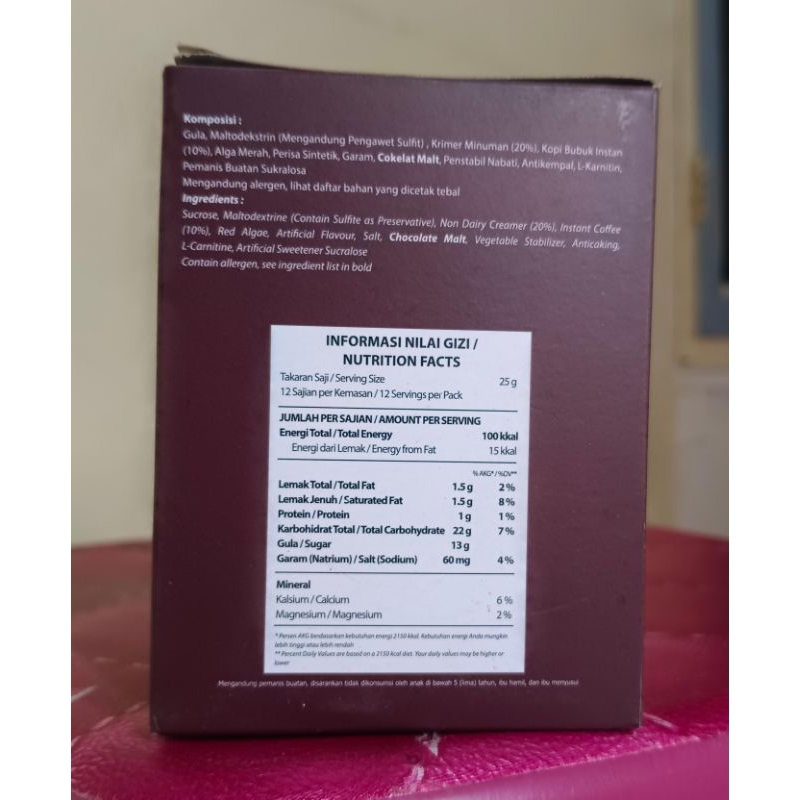 Komposisi :
Gula, Maltodekstrin (Mengandung Pengawet Sulfit) , Krimer Minuman (20%), Kopi Bubuk Instan
(10%), Alga Merah, Perisa Sintetik, Garam, Cokelat Malt, Penstabil Nabati, Antikempal, L-Karnitin,
Pemanis Buatan Sukralosa
Mengandung alergen, lihat daftar bahan yang dicetak tebal
Ingredients :
Sucrose, Maltodextrine (Contain Sulfite as Preservative), Non Dairy Creamer (20%), Instant Coffee
(10%), Red Algae, Artificial Flavour, Salt, Chocolate Malt, Vegetable Stabilizer, Anticaking,
L-Carnitine, Artificial Sweetener Sucralose
Contain allergen, see ingredient list in bold
INFORMASI NILAI GIZI /
NUTRITION FACTS
Takaran Saji / Serving Size 25 g
12 Sajian per Kemasan / 12 Servings per Pack
JUMLAH PER SAJIAN / AMOUNT PER SERVING
Energi Total / Total Energy 100 kkal
Energi dari Lemak / Energy from Fat 15 kkal
% AKG* / %DV**
Lemak Total / Total Fat 1.5 g 2 %
Lemak Jenuh / Saturated Fat 1.5 g 8 %
Protein / Protein 1 g 1 %
Karbohidrat Total / Total Carbohydrate 22 g 7 %
Gula / Sugar 13 g
Garam (Natrium) / Salt (Sodium) 60 mg 4 %
Mineral
Kalsium / Calcium 6 %
Magnesium / Magnesium 2 %
* Persen AKG berdasarkan kebutuhan energi 2150 kkal. Kebutuhan energi Anda mungkin
lebih tinggi atau lebih rendah
** Percent Daily Values are based on a 2150 kcal diet. Your daily values may be higher or
lower
Mengandung pemanis buatan, disarankan tidak dikonsumsi oleh anak di bawah 5 (lima) tahun, ibu hamil, dan ibu menyusui